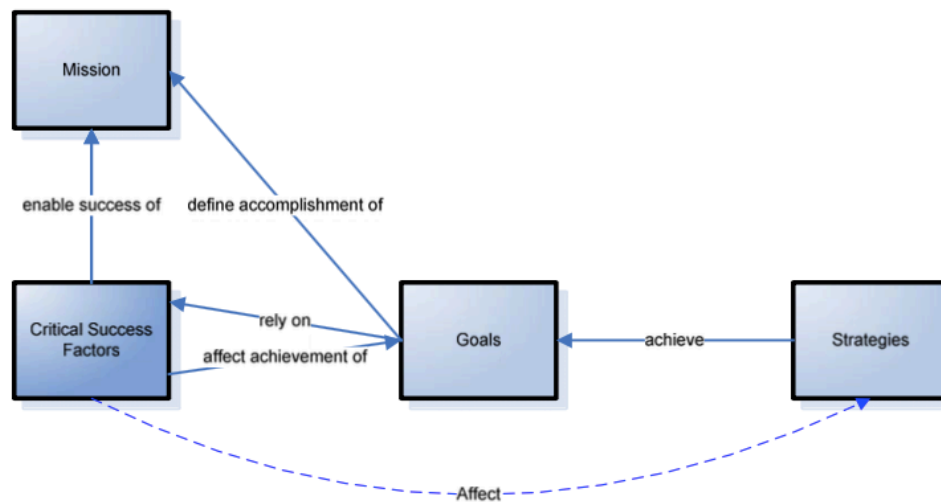 Mission
enable success of
define accomplishment of
Critical Success
Factors
rely on
affect achievement of
Goals
achieve
Strategies
Affect